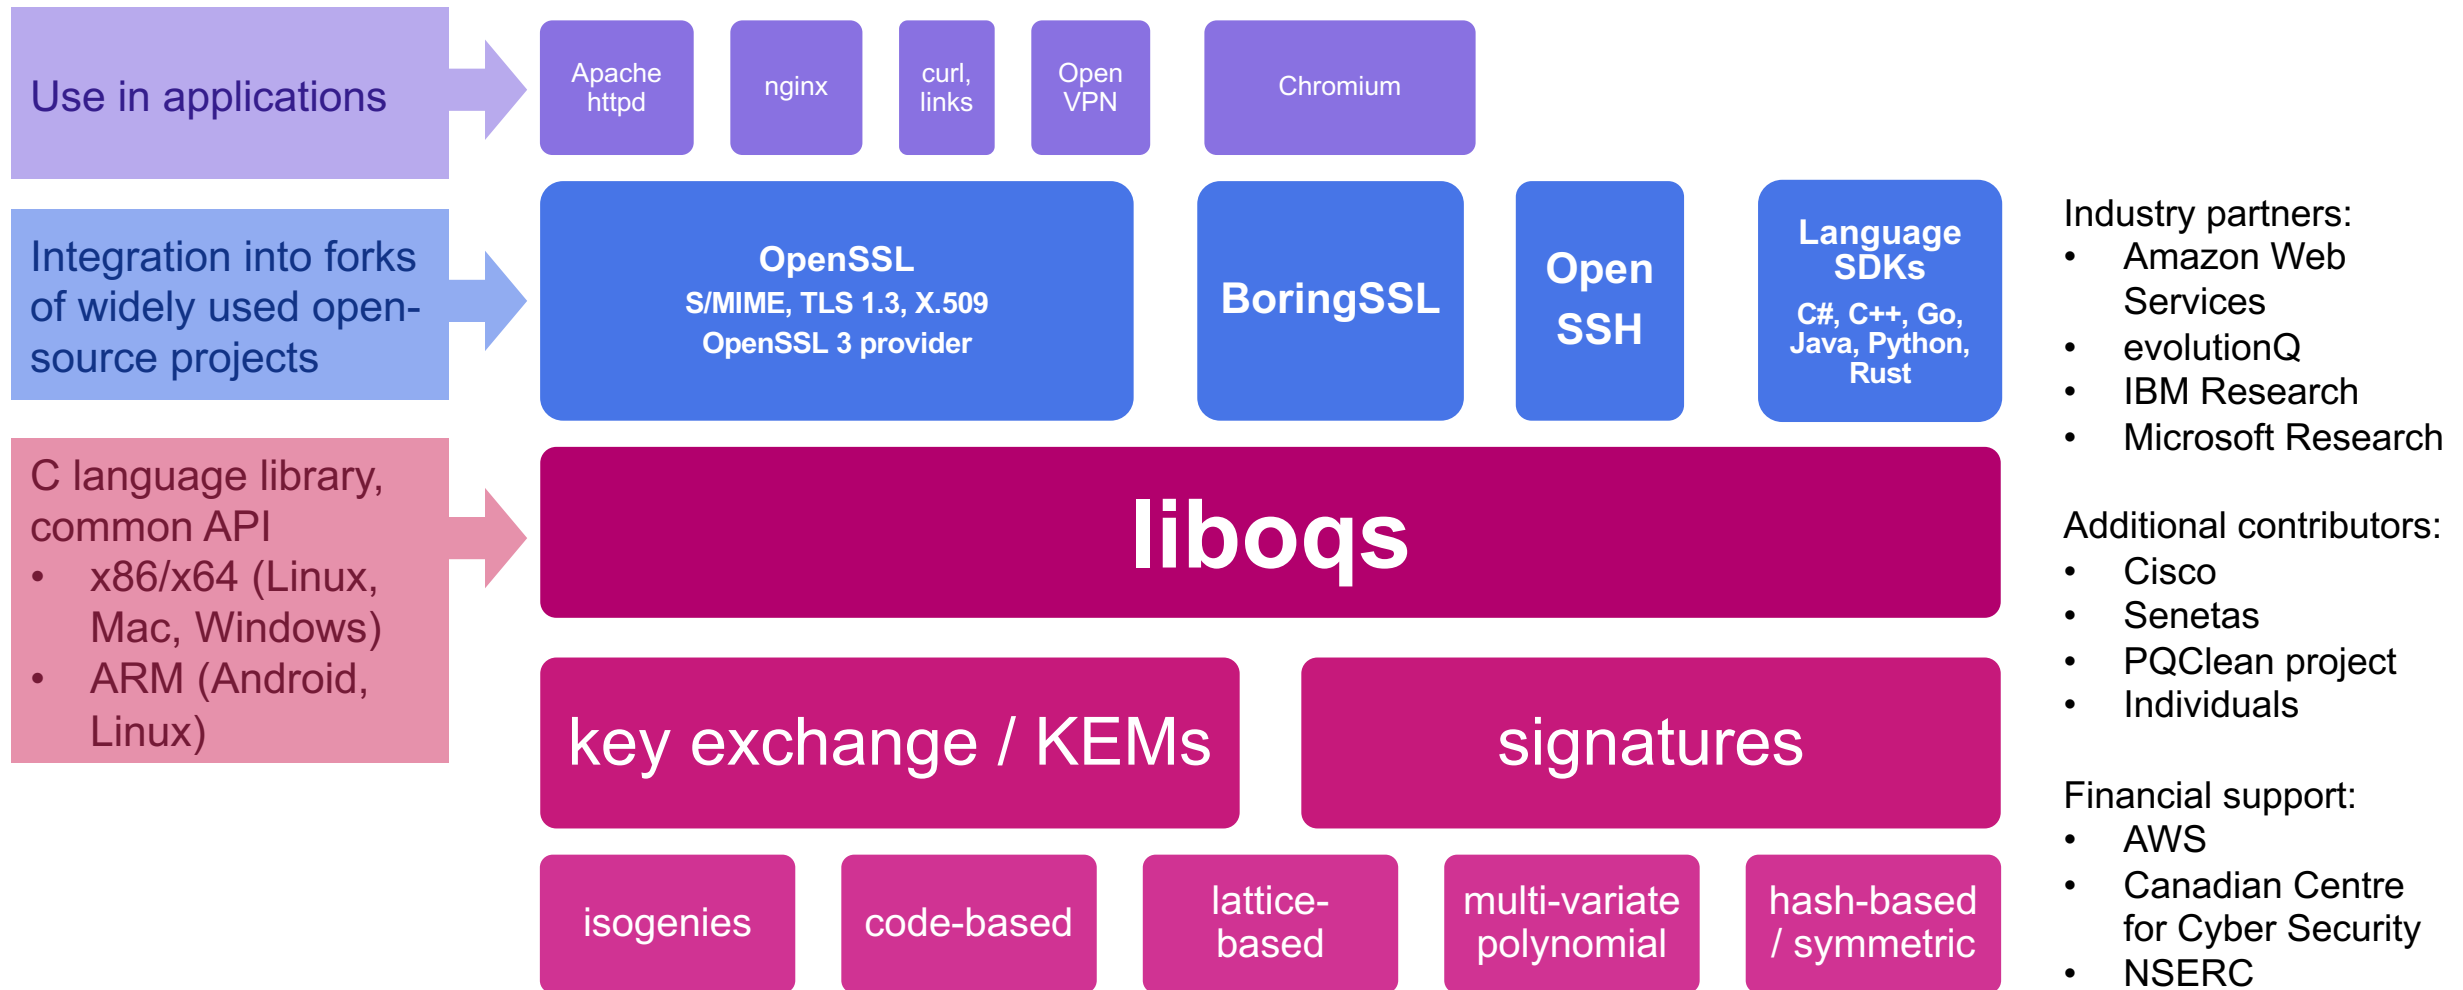 Use in applications
Apache
httpd
nginx
curl,
links
Open
VPN
Chromium
Integration into forks
of widely used open-
source projects
OpenSSL
S/MIME, TLS 1.3, X.509
OpenSSL 3 provider
BoringSSL
Open
SSH
Language
SDKs
C#, C++, Go,
Java, Python,
Rust
C language library,
common API
• x86/x64 (Linux,
Mac, Windows)
• ARM (Android,
Linux)
liboqs
key exchange / KEMs
signatures
isogenies
code-based
lattice-
based
multi-variate
polynomial
hash-based
/ symmetric
Industry partners:
• Amazon Web
Services
• evolutionQ
• IBM Research
• Microsoft Research
Additional contributors:
• Cisco
• Senetas
• PQClean project
• Individuals
Financial support:
• AWS
• Canadian Centre
for Cyber Security
• NSERC